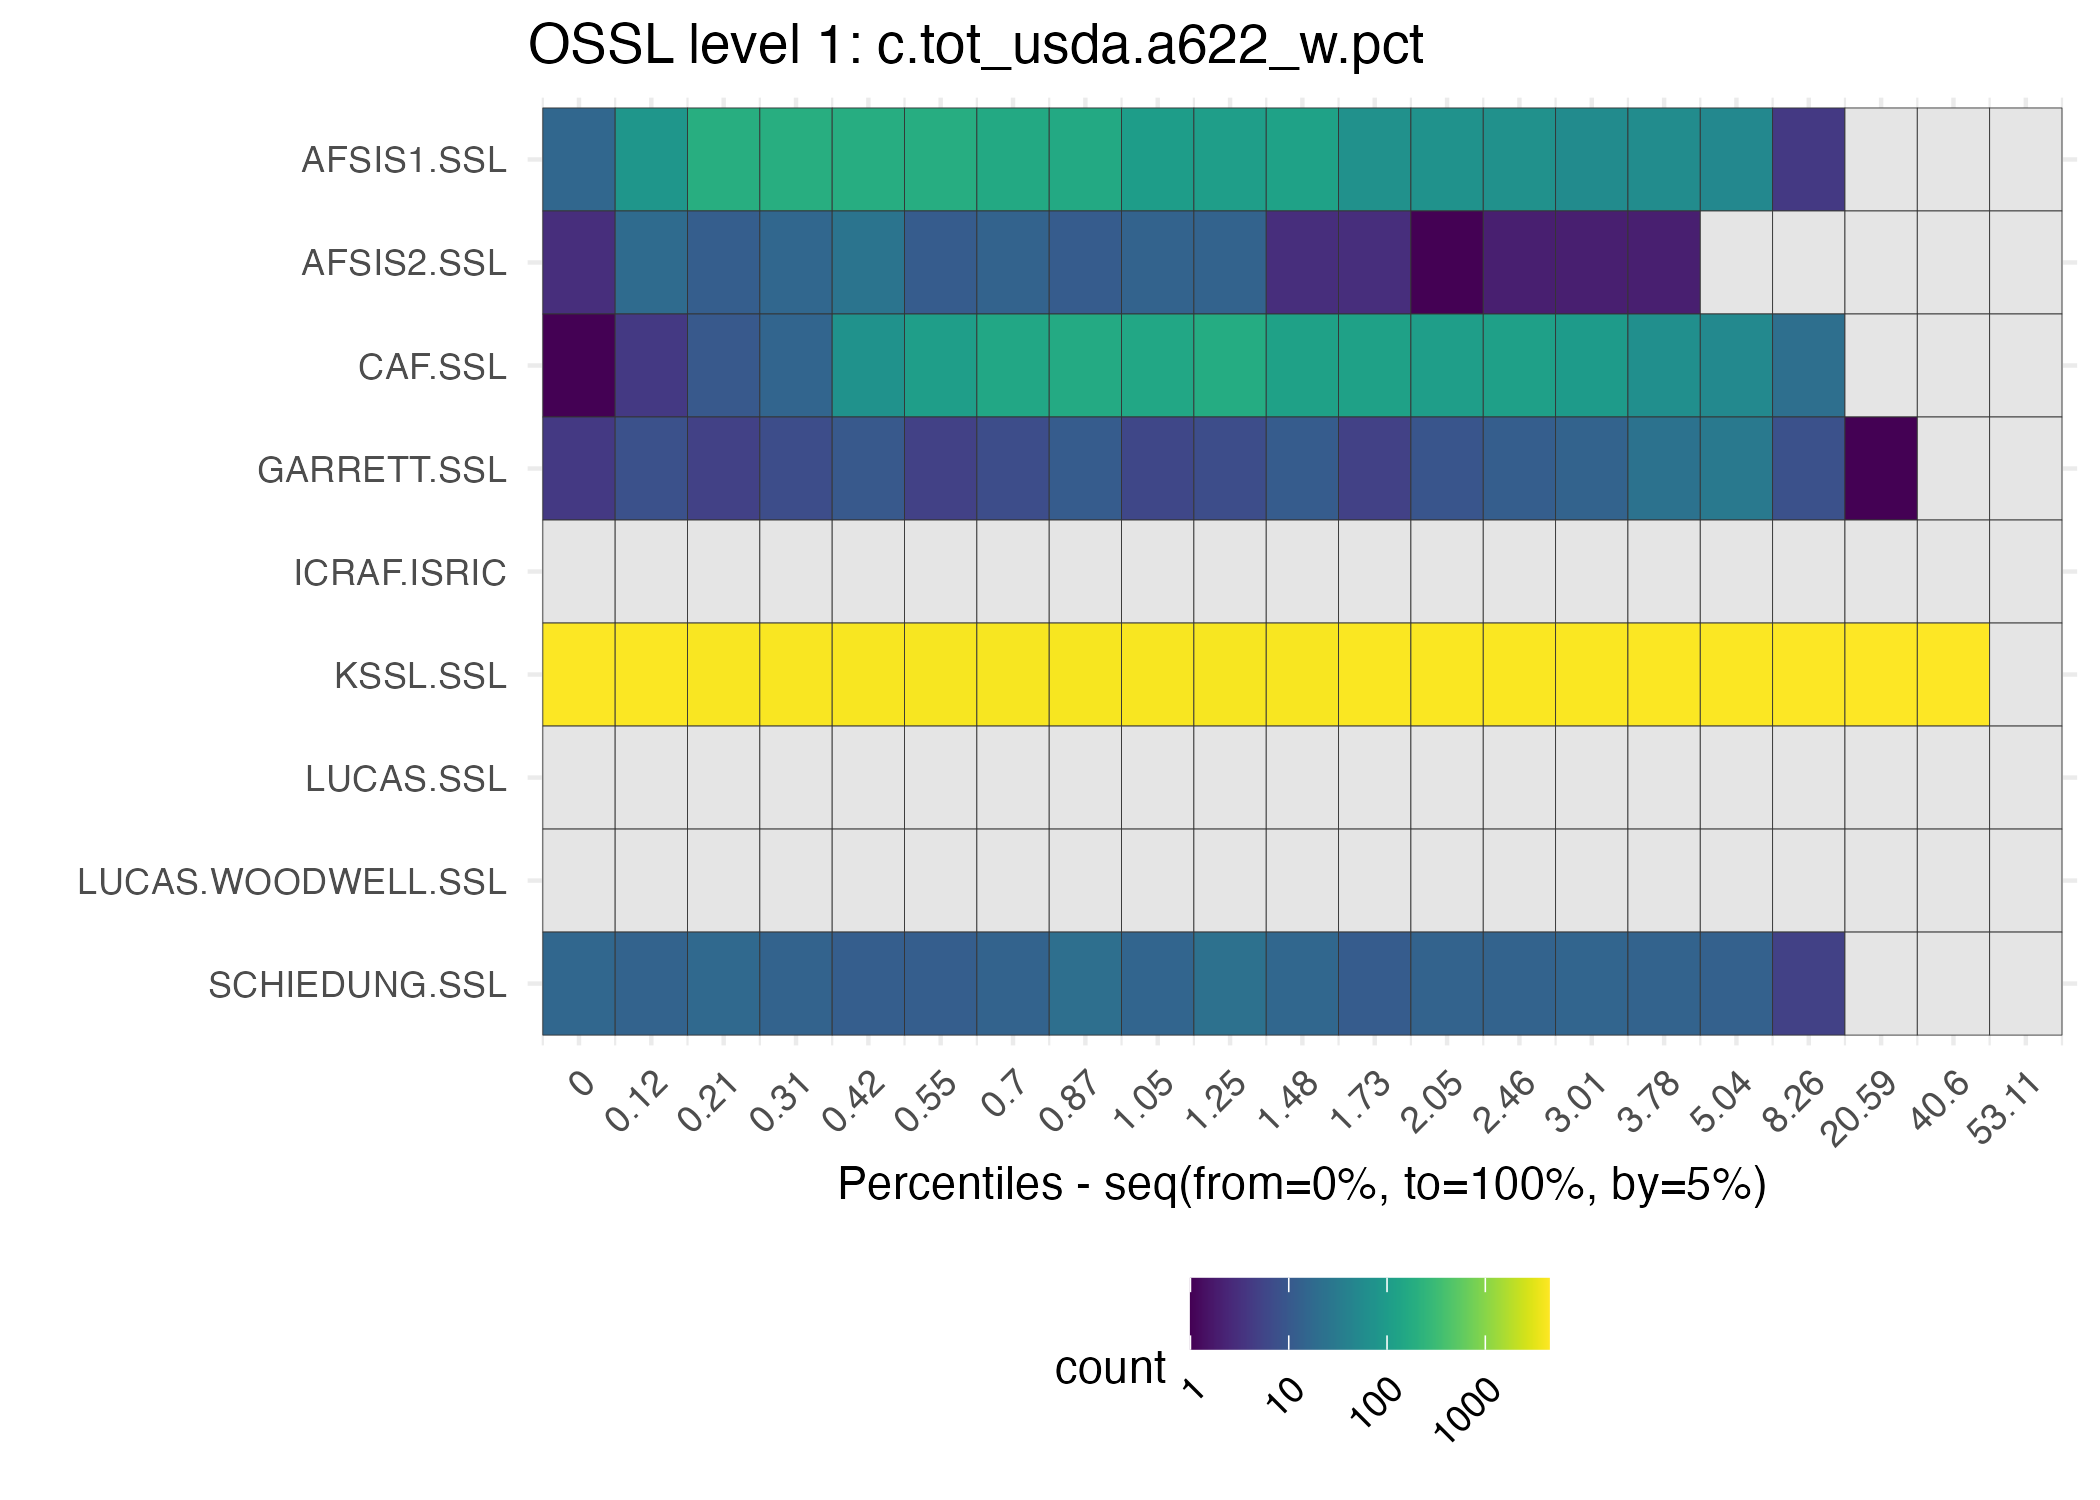 OSSL level 1: c.tot_usda.a622_w.pct
AFSIS1.SSL
AFSIS2.SSL
CAF.SSL
GARRETT.SSL
ICRAF.ISRIC
KSSL.SSL
LUCAS.SSL
LUCAS.WOODWELL.SSL
SCHIEDUNG.SSL
0 0.12 0.21 0.31 0.42 0.55 0.7 0.87 1.05 1.25 1.48 1.73 2.05 2.46 3.01 3.78 5.04 8.26 20.59 40.6 53.11
Percentiles - seq(from=0%, to=100%, by=5%)
count
1 10 100 1000